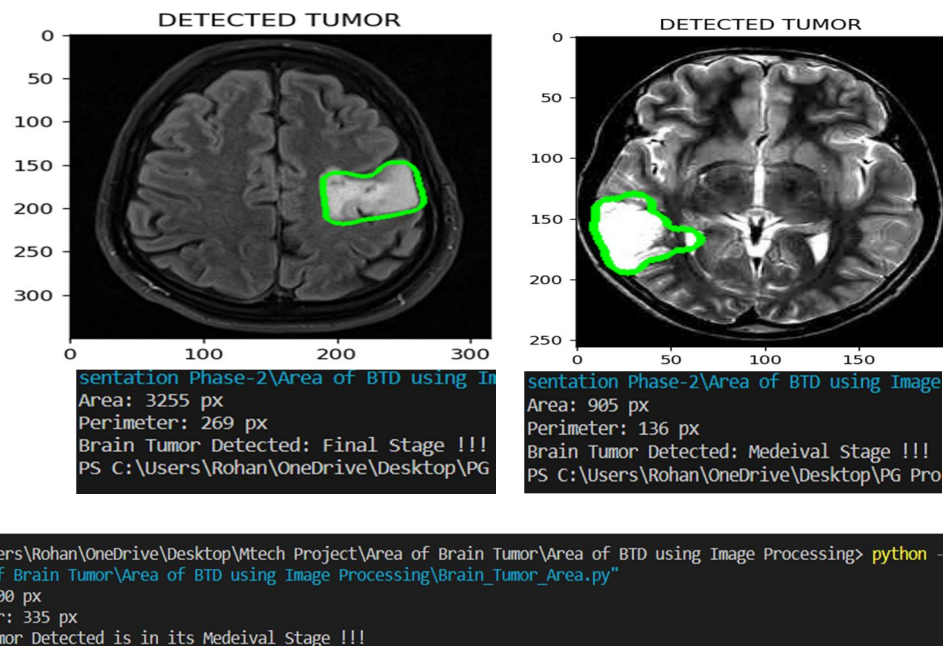 DETECTED TUMOR
0
50
100
150
200
250
300
0 100 200 300
sentation Phase-2\Area of BTD using Im
Area: 3255 px
Perimeter: 269 px
Brain Tumor Detected: Final Stage !!!
PS C:\Users\Rohan\OneDrive\Desktop\PG
DETECTED TUMOR
0
50
100
150
200
250
0 50 100 150
sentation Phase-2\Area of BTD using Image
Area: 905 px
Perimeter: 136 px
Brain Tumor Detected: Medeival Stage !!!
PS C:\Users\Rohan\OneDrive\Desktop\PG Pro
ers\Rohan\OneDrive\Desktop\Mtech Project\Area of Brain Tumor\Area of BTD using Image Processing> python -
f Brain Tumor\Area of BTD using Image Processing\Brain_Tumor_Area.py"
00 px
r: 335 px
mor Detected is in its Medeival Stage !!!